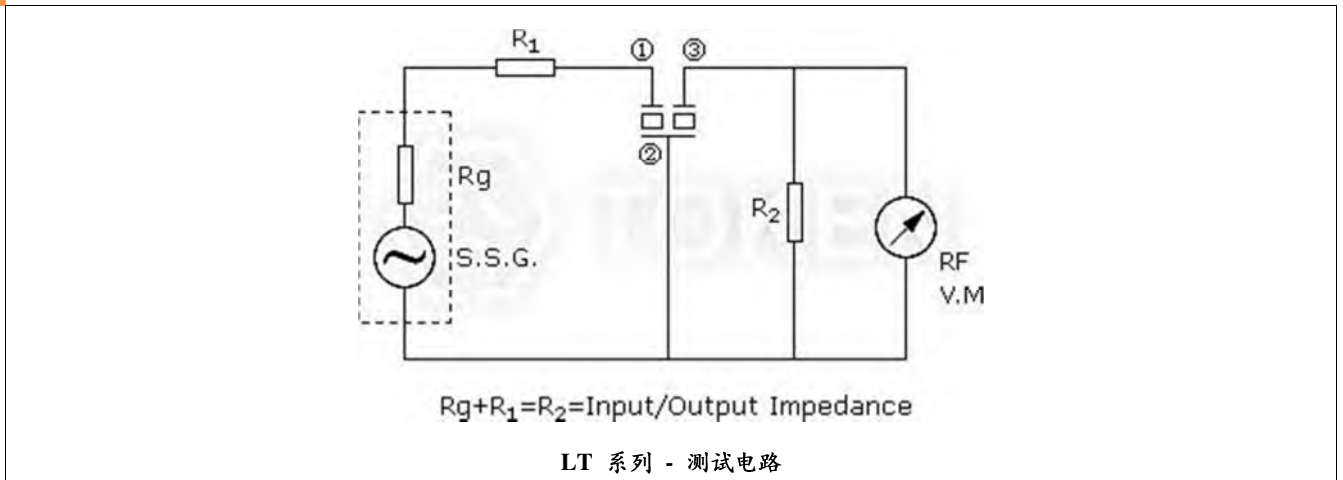 R₁ ① ③
②
Rg
R₂
S.S.G.
RF
V.M
TOKEN
Rg+R₁=R₂=Input/Output Impedance
LT 系列 - 测试电路